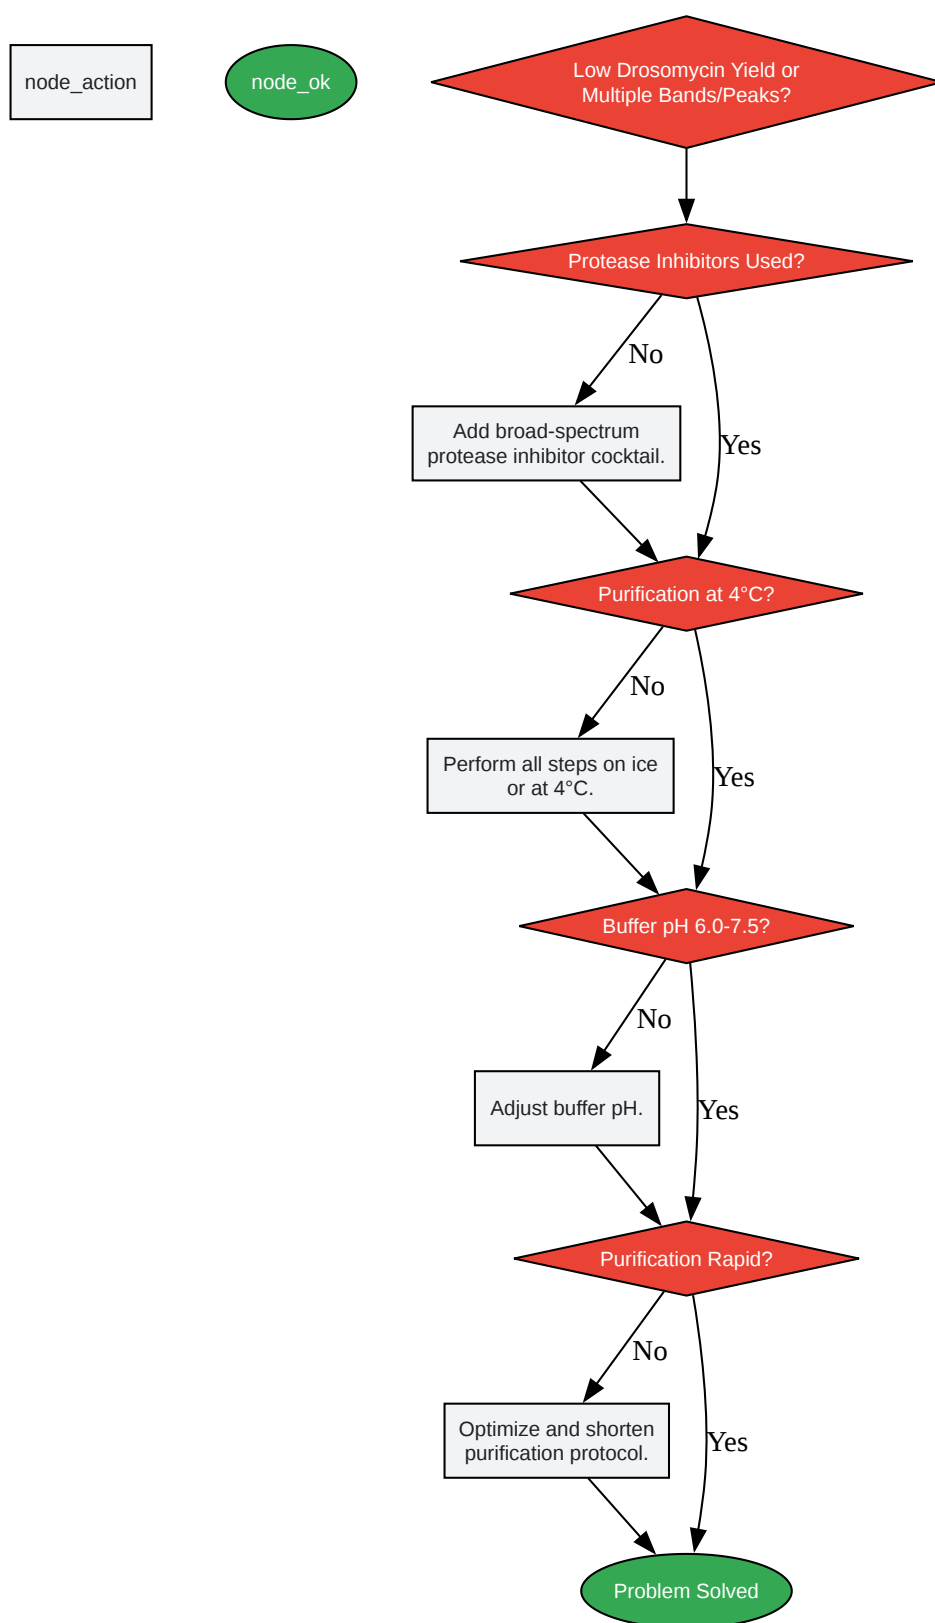 node_action
node_ok
Low Drosomycin Yield or
Multiple Bands/Peaks?
Protease Inhibitors Used?
No
Add broad-spectrum
protease inhibitor cocktail.
Yes
Purification at 4°C?
No
Perform all steps on ice
or at 4°C.
Yes
Buffer pH 6.0-7.5?
No
Adjust buffer pH.
Yes
Purification Rapid?
No
Optimize and shorten
purification protocol.
Yes
Problem Solved